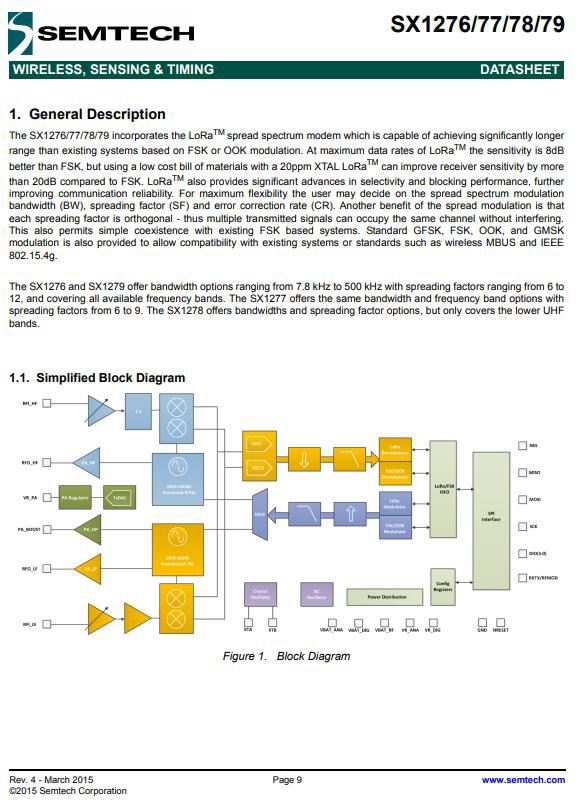 SEMTECH
SX1276/77/78/79
WIRELESS, SENSING & TIMING
DATASHEET
1. General Description
The SX1276/77/78/79 incorporates the LoRaTM spread spectrum modem which is capable of achieving significantly longer
range than existing systems based on FSK or OOK modulation. At maximum data rates of LoRaTM the sensitivity is 8dB
better than FSK, but using a low cost bill of materials with a 20ppm XTAL LoRaTM can improve receiver sensitivity by more
than 20dB compared to FSK. LoRaTM also provides significant advances in selectivity and blocking performance, further
improving communication reliability. For maximum flexibility the user may decide on the spread spectrum modulation
bandwidth (BW), spreading factor (SF) and error correction rate (CR). Another benefit of the spread modulation is that
each spreading factor is orthogonal - thus multiple transmitted signals can occupy the same channel without interfering.
This also permits simple coexistence with existing FSK based systems. Standard GFSK, FSK, OOK, and GMSK
modulation is also provided to allow compatibility with existing systems or standards such as wireless MBUS and IEEE
802.15.4g.
The SX1276 and SX1279 offer bandwidth options ranging from 7.8 kHz to 500 kHz with spreading factors ranging from 6 to
12, and covering all available frequency bands. The SX1277 offers the same bandwidth and frequency band options with
spreading factors from 6 to 9. The SX1278 offers bandwidths and spreading factor options, but only covers the lower UHF
bands.
1.1. Simplified Block Diagram
RFI_HF
RFO_HF
PA_HF
VR_PA
PA Regulator
PA_BOOST
PA_HP
RFO_LF
PA_LF
RFI_LF
HIGH BAND
Fractional N PLL
LOW BAND
Fractional N PLL
MUX
LoRa
Demodulator
FSK/OOK
Demodulator
LoRa
Modulator
FSK/OOK
Modulator
LoRa/FSK
FIFO
SPI
Interface
NSS
MISO
MOSI
SCK
DIO(5:0)
RXTX/RFMOD
Crystal
Oscillator
RC
Oscillator
Power Distribution
Config
Registers
XTA
XTB
VBAT_ANA
VBAT_DIG
VBAT_RF
VR_ANA
VR_DIG
GND
NRESET
Figure 1. Block Diagram
Rev. 4 - March 2015
Page 9
www.semtech.com
©2015 Semtech Corporation